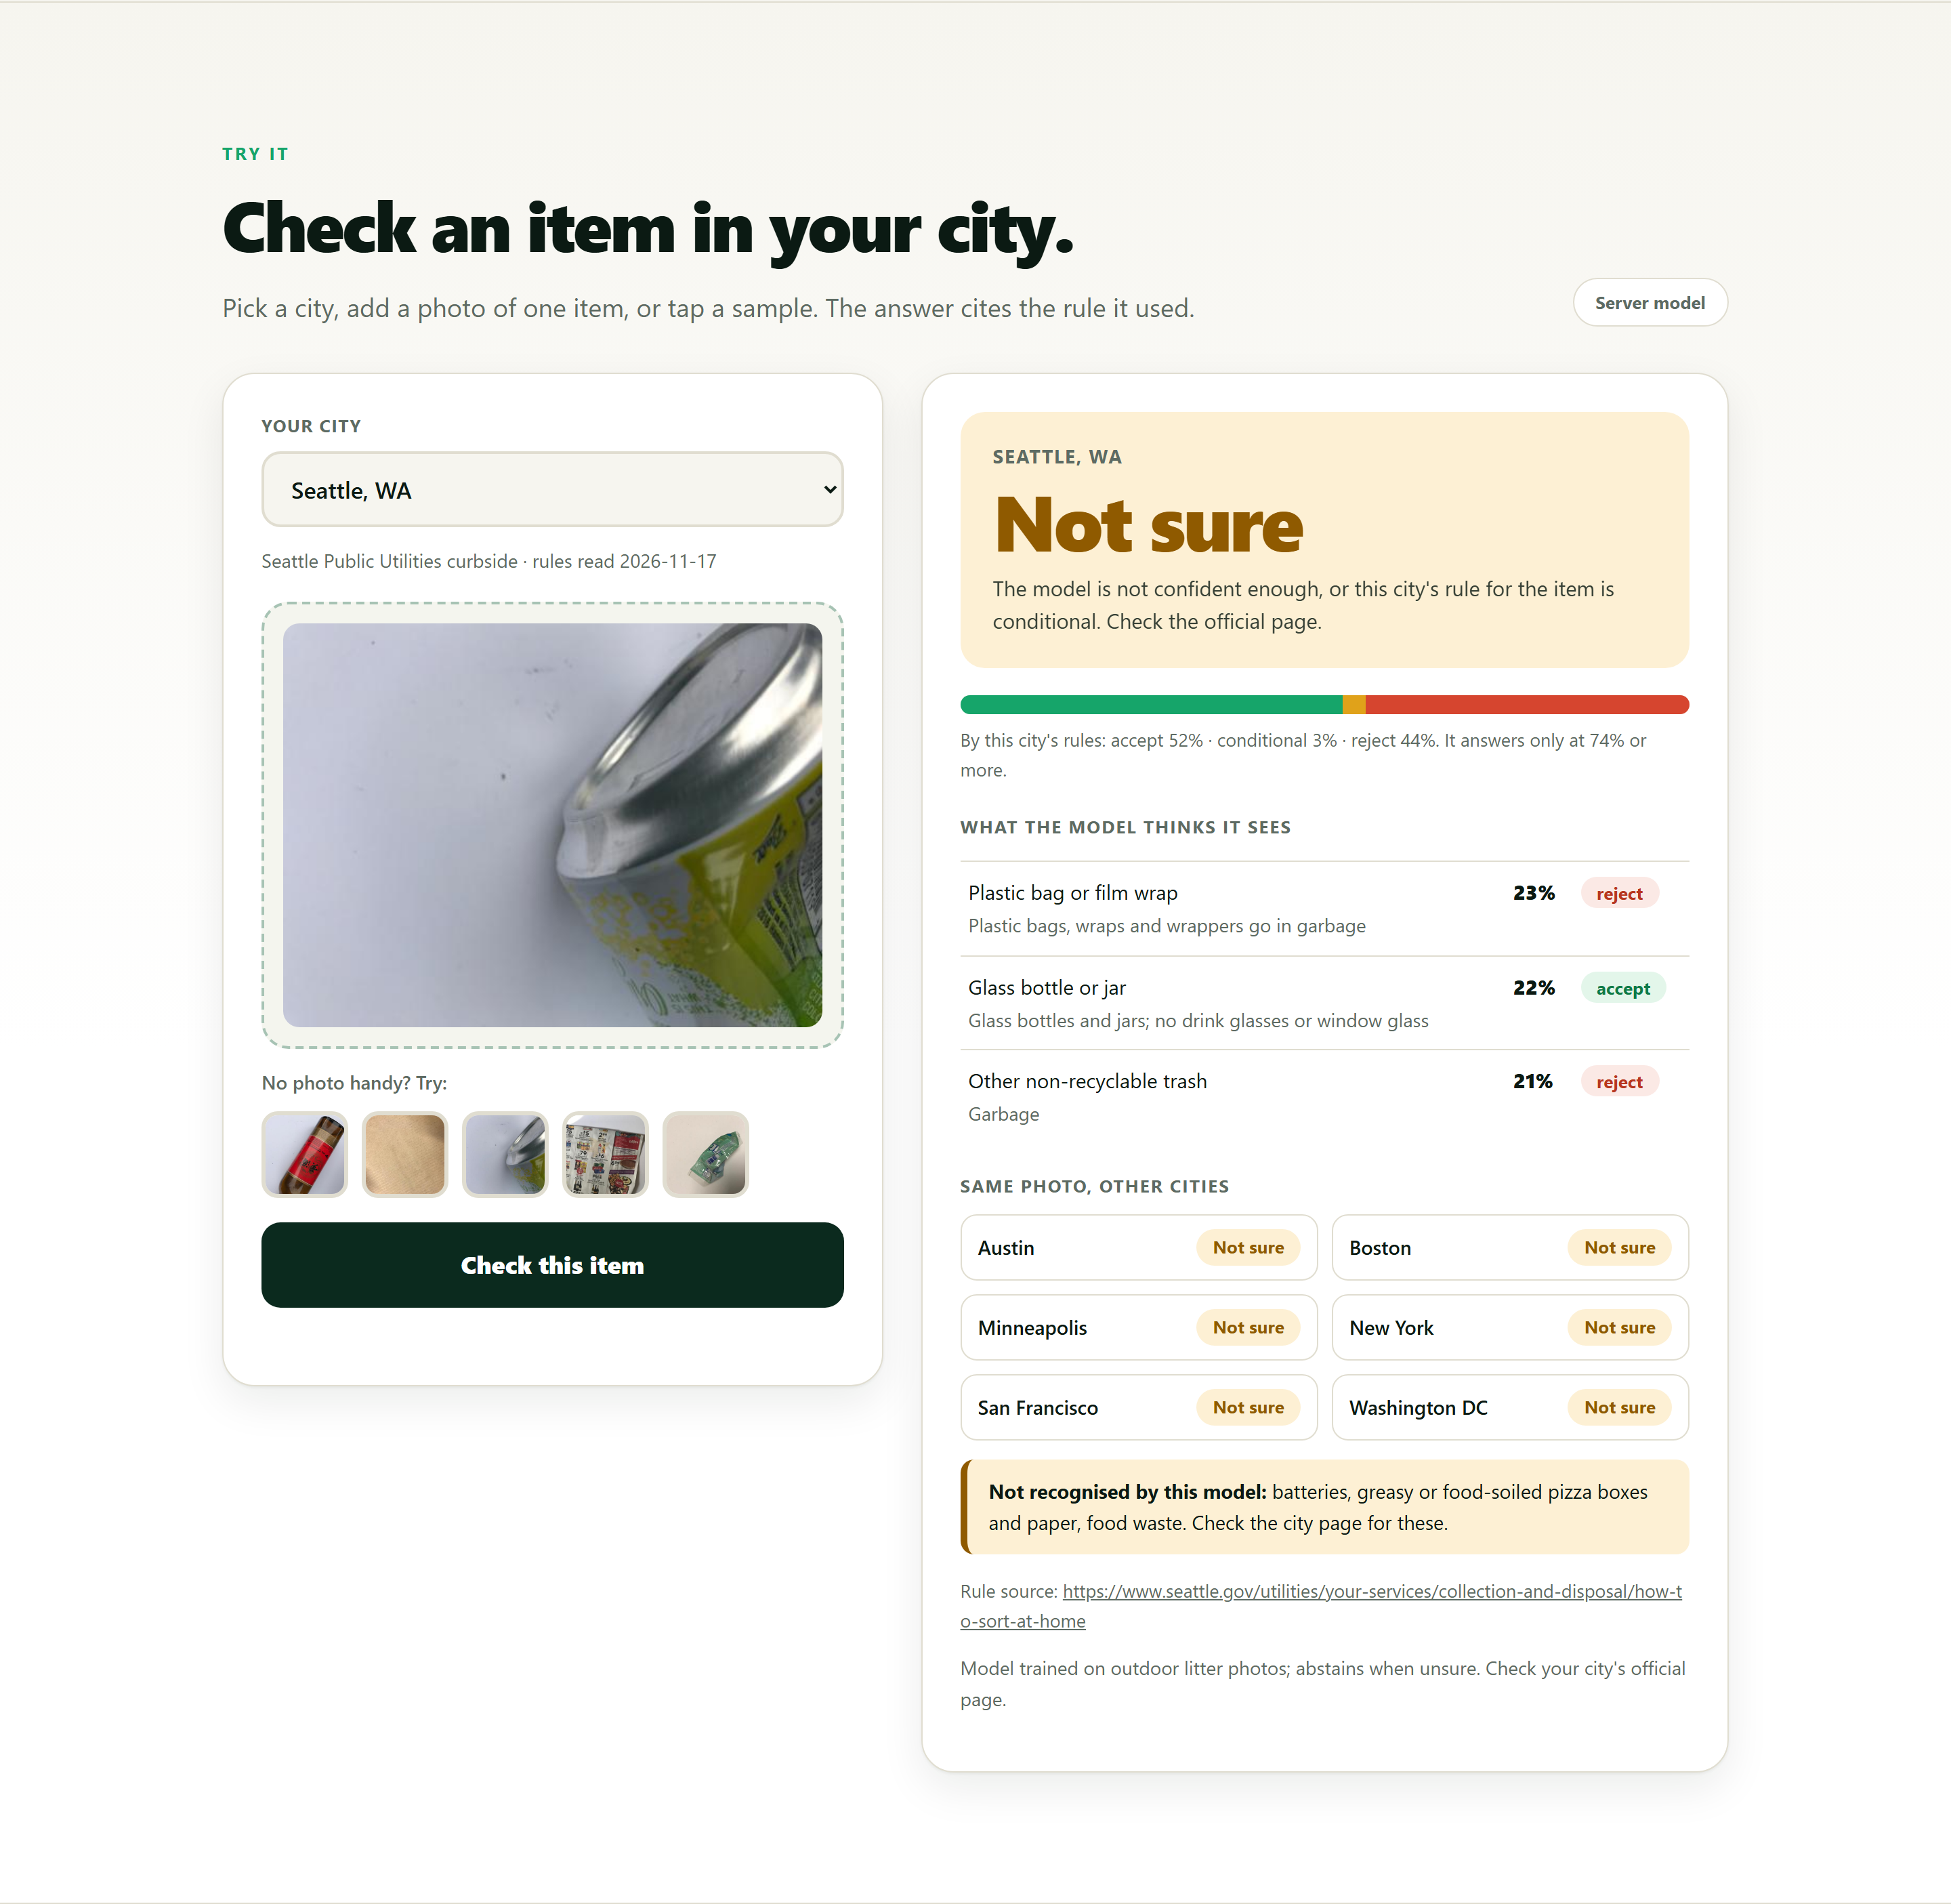 TRY IT
Check an item in your city.
Pick a city, add a photo of one item, or tap a sample. The answer cites the rule it used.
Server model
YOUR CITY
Seattle, WA
Seattle Public Utilities curbside · rules read 2026-11-17
No photo handy? Try:
Check this item
SEATTLE, WA
Not sure
The model is not confident enough, or this city's rule for the item is
conditional. Check the official page.
By this city's rules: accept 52% · conditional 3% · reject 44%. It answers only at 74% or
more.
WHAT THE MODEL THINKS IT SEES
Plastic bag or film wrap 23% reject
Plastic bags, wraps and wrappers go in garbage
Glass bottle or jar 22% accept
Glass bottles and jars; no drink glasses or window glass
Other non-recyclable trash 21% reject
Garbage
SAME PHOTO, OTHER CITIES
Austin Not sure Boston Not sure
Minneapolis Not sure New York Not sure
San Francisco Not sure Washington DC Not sure
Not recognised by this model: batteries, greasy or food-soiled pizza boxes
and paper, food waste. Check the city page for these.
Rule source: https://www.seattle.gov/utilities/your-services/collection-and-disposal/how-t
o-sort-at-home
Model trained on outdoor litter photos; abstains when unsure. Check your city's official
page.